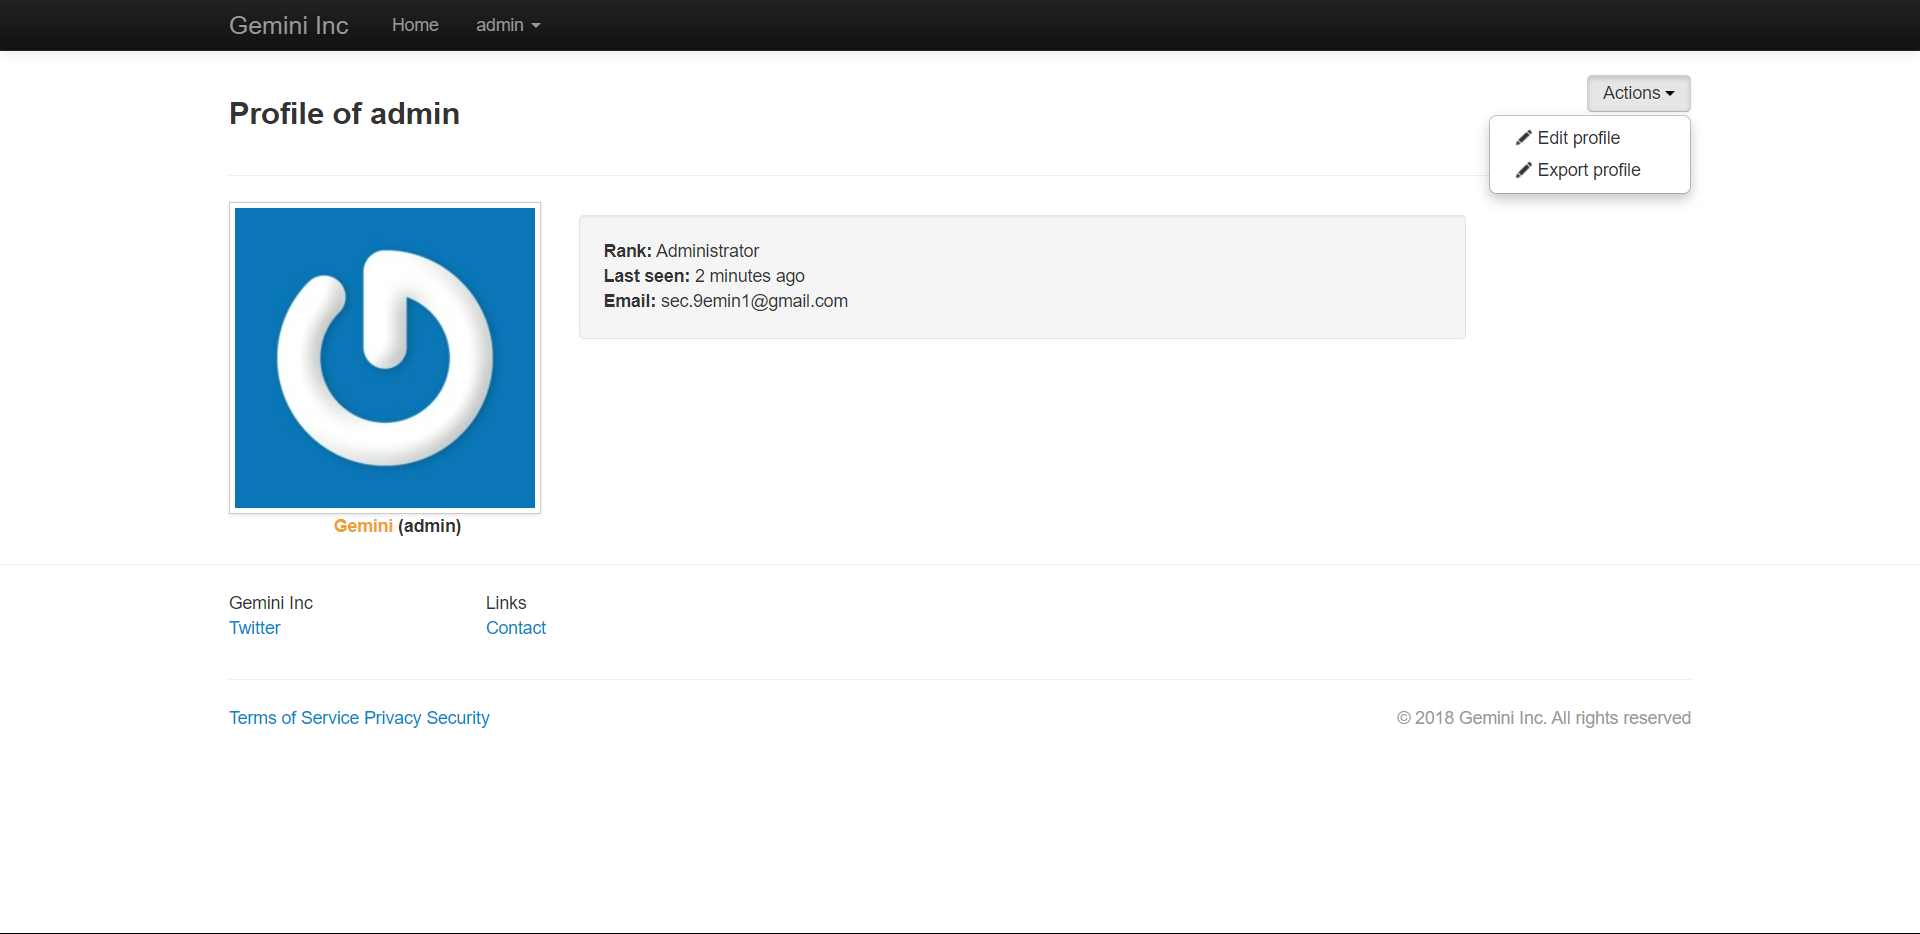 Gemini Inc Home admin
Actions
Profile of admin
Edit profile
Export profile
Rank: Administrator
Last seen: 2 minutes ago
Email: sec.9emin1@gmail.com
Gemini (admin)
Gemini Inc Links
Twitter Contact
Terms of Service Privacy Security © 2018 Gemini Inc. All rights reserved